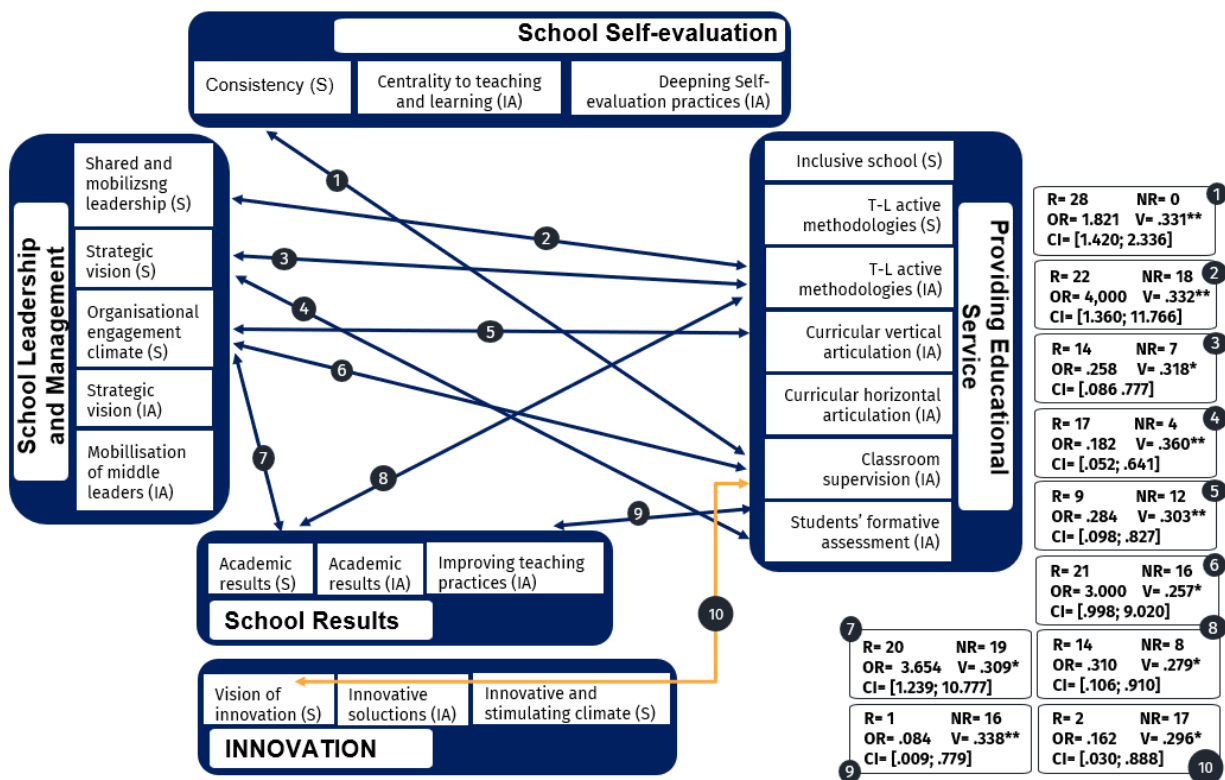 School Self-evaluation
Consistency (S)
Centrality to teaching
and learning (IA)
Deepning Self-
evaluation practices (IA)
School Leadership
and Management
Shared and
mobilizsng
leadership (S)
Strategic
vision (S)
Organisational
engagement
climate (S)
Strategic
vision (IA)
Mobillisation
of middle
leaders (IA)
1
2
3
4
5
6
7
8
9
10
Inclusive school (S)
T-L active
methodologies
(S)
T-L active
methodologies (IA)
Curricular vertical
articulation (IA)
Curricular horizontal
articulation (IA)
Classroom
supervision (IA)
Students’ formative
assessment (IA)
Providing Educational
Service
Academic
results (S)
Academic
results (IA)
Improving teaching
practices (IA)
School Results
Vision of
innovation (S)
Innovative
soluctions (IA)
Innovative and
stimulating climate (S)
INNOVATION
1
R= 28 NR= 0
OR= 1.821 V= .331**
CI= [1.420; 2.336]
2
R= 22 NR= 18
OR= 4,000 V= .332**
CI= [1.360; 11.766]
3
R= 14 NR= 7
OR= .258 V= .318*
CI= [.086 .777]
4
R= 17 NR= 4
OR= .182 V= .360**
CI= [.052; .641]
5
R= 9 NR= 12
OR= .284 V= .303**
CI= [.098; .827]
6
R= 21 NR= 16
OR= 3.000 V= .257*
CI= [.998; 9.020]
7
R= 20 NR= 19
OR= 3.654 V= .309*
CI= [1.239; 10.777]
8
R= 14 NR= 8
OR= .310 V= .279*
CI= [.106; .910]
R= 1 NR= 16
OR= .084 V= .338**
CI= [.009; .779]
9
R= 2 NR= 17
OR= .162 V= .296*
CI= [.030; .888]
10